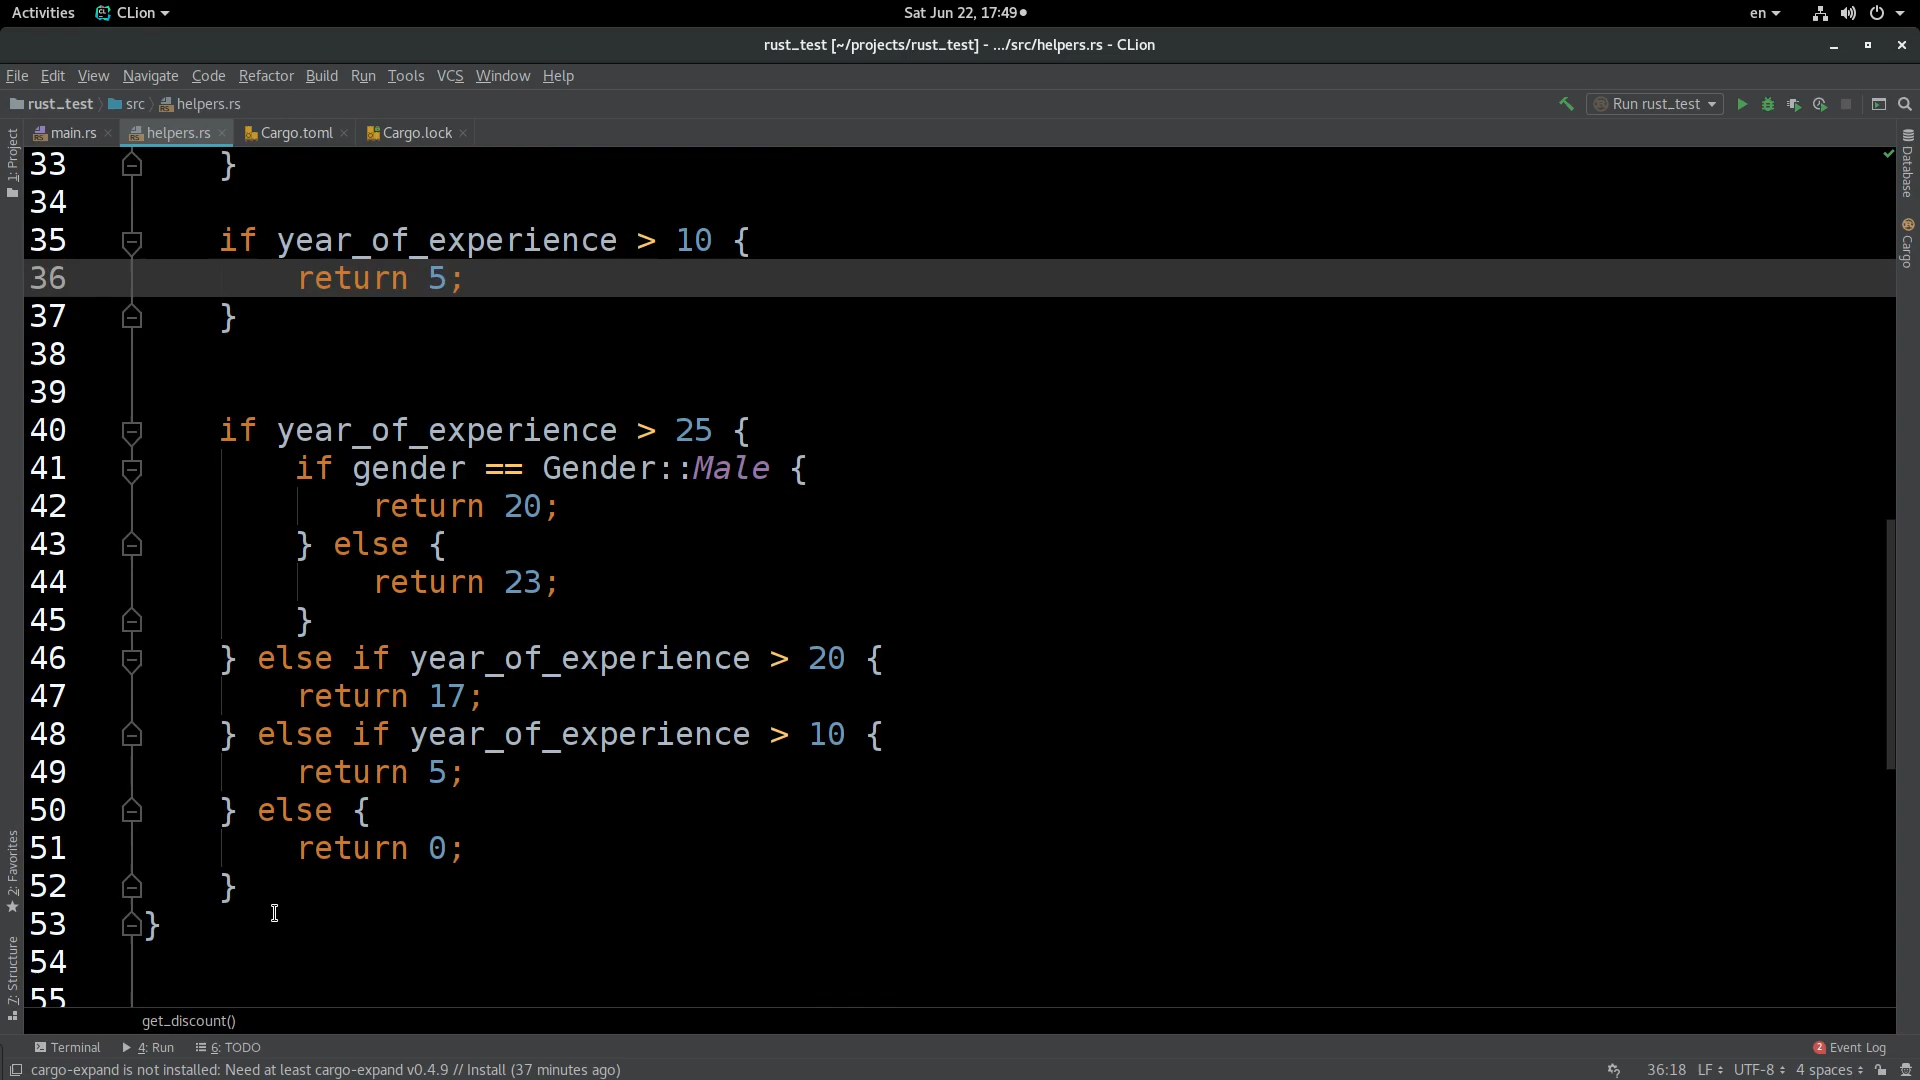 Activities CLion Sat Jun 22, 17:49 en
rust_test [~/projects/rust_test] - .../src/helpers.rs - CLion
File Edit View Navigate Code Refactor Build Run Tools VCS Window Help
rust_test src helpers.rs Run rust_test
main.rs helpers.rs Cargo.toml Cargo.lock
1: Project
2: Favorites
7: Structure
33 }
34
35 if year_of_experience > 10 {
36 return 5;
37 }
38
39
40 if year_of_experience > 25 {
41 if gender == Gender::Male {
42 return 20;
43 } else {
44 return 23;
45 }
46 } else if year_of_experience > 20 {
47 return 17;
48 } else if year_of_experience > 10 {
49 return 5;
50 } else {
51 return 0;
52 }
53 }
54
55
Database
Cargo
get_discount()
Terminal 4: Run 6: TODO 2 Event Log
cargo-expand is not installed: Need at least cargo-expand v0.4.9 // Install (37 minutes ago) 36:18 LF UTF-8 4 spaces